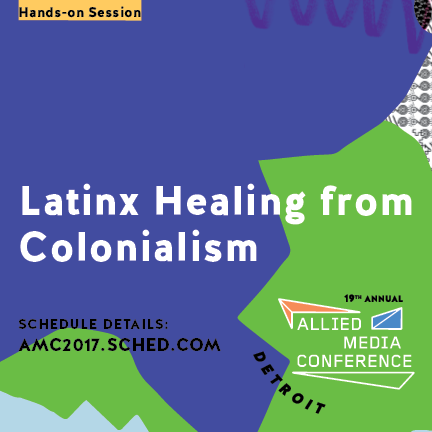 Hands-on Session
Latinx Healing from
Colonialism
19TH ANNUAL
ALLIED
MEDIA
CONFERENCE
SCHEDULE DETAILS:
AMC2017.SCHED.COM
DETROIT